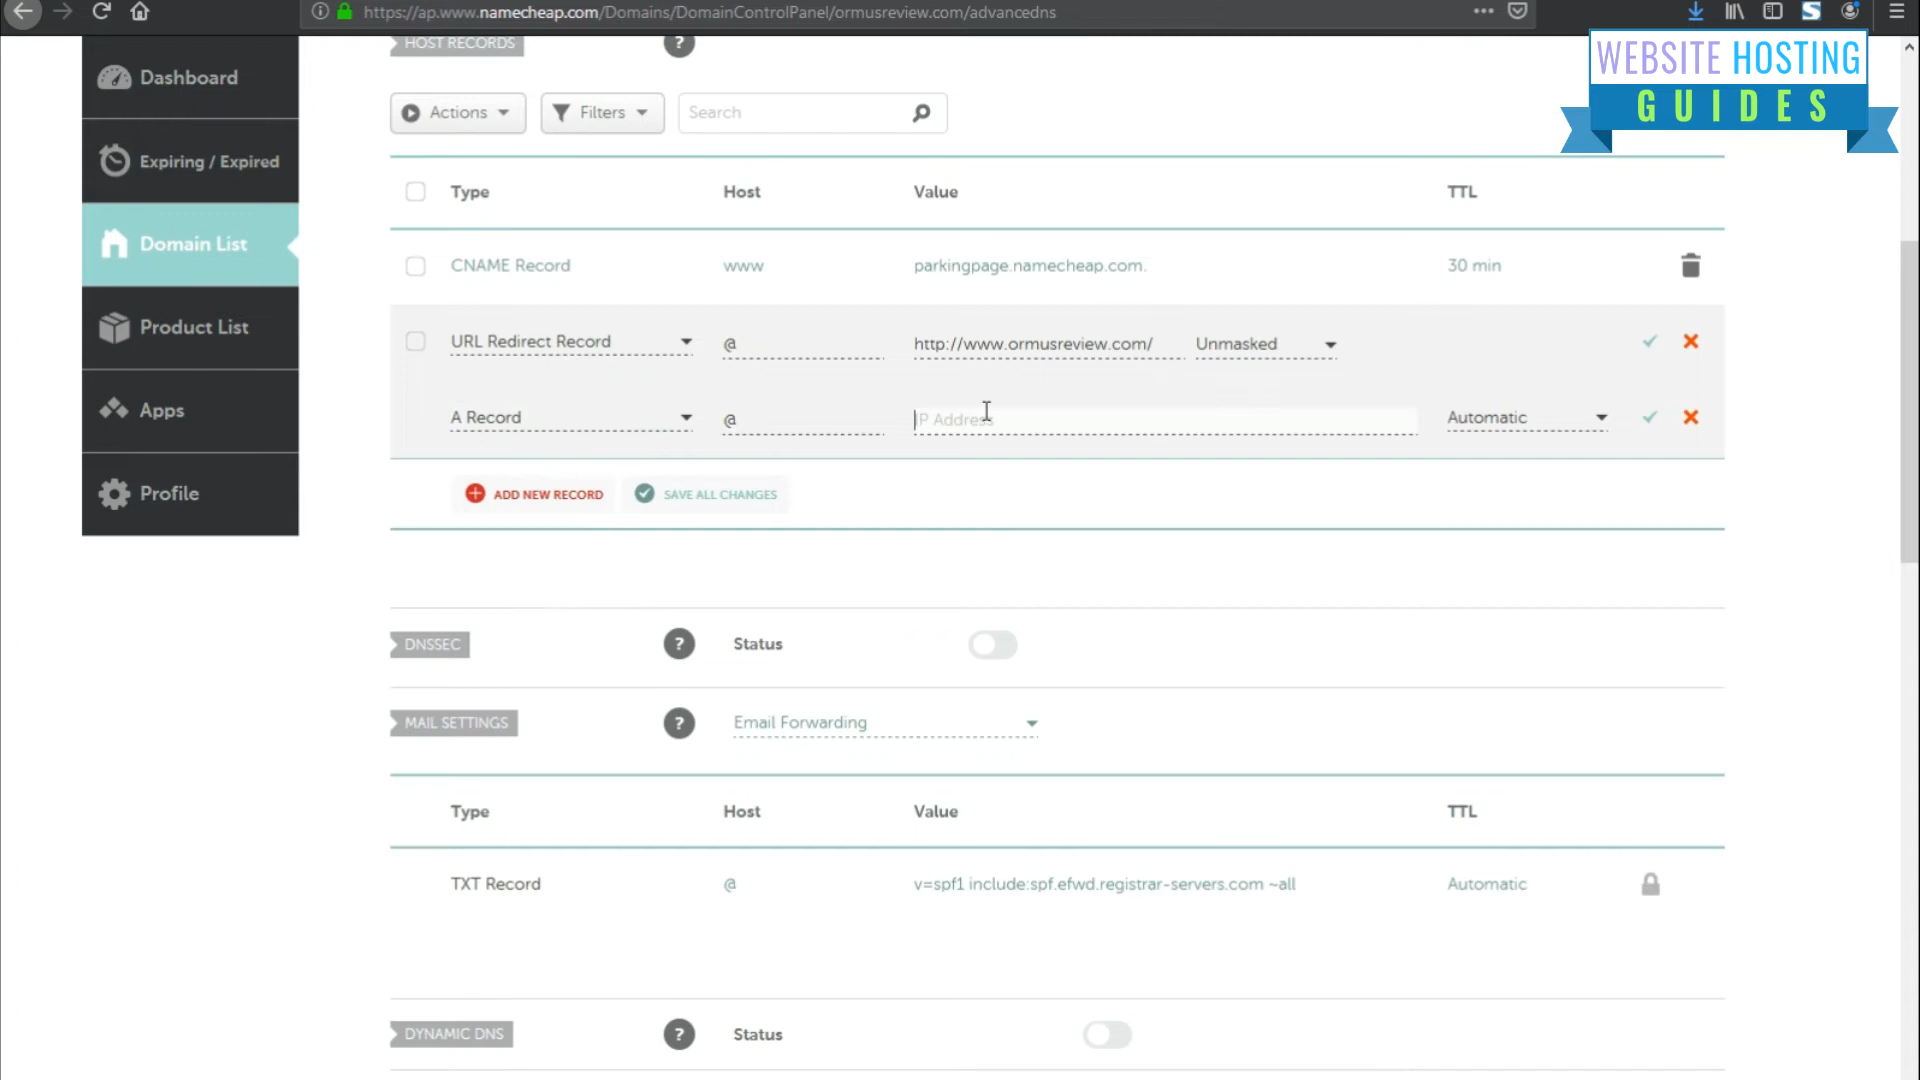 https://ap.www.namecheap.com/Domains/DomainControlPanel/ormusreview.com/advancedns
WEBSITE HOSTING
GUIDES
Dashboard
Expiring / Expired
Domain List
Product List
Apps
Profile
HOST RECORDS ?
Actions Filters Search
Type Host Value TTL
CNAME Record www parkingpage.namecheap.com. 30 min
URL Redirect Record @ http://www.ormusreview.com/ Unmasked
A Record @ IP Address Automatic
ADD NEW RECORD SAVE ALL CHANGES
DNSSEC ? Status
MAIL SETTINGS ? Email Forwarding
Type Host Value TTL
TXT Record @ v=spf1 include:spf.efwd.registrar-servers.com ~all Automatic
DYNAMIC DNS ? Status